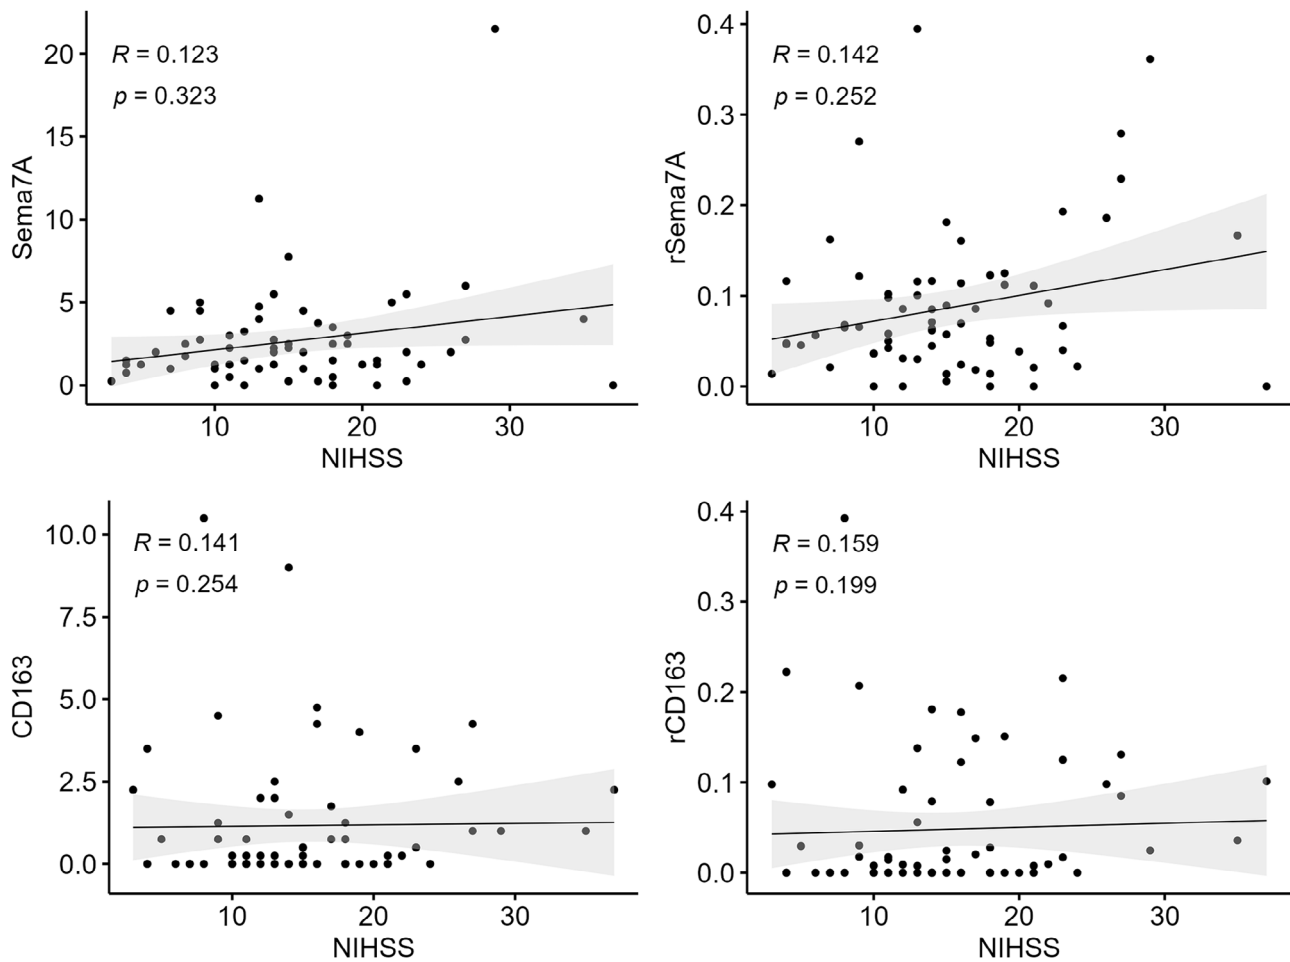 R = 0.123
p = 0.323
Sema7A
20
15
10
5
0
10 20 30
NIHSS
R = 0.142
p = 0.252
rSema7A
0.4
0.3
0.2
0.1
0.0
10 20 30
NIHSS
R = 0.141
p = 0.254
CD163
10.0
7.5
5.0
2.5
0.0
10 20 30
NIHSS
R = 0.159
p = 0.199
rCD163
0.4
0.3
0.2
0.1
0.0
10 20 30
NIHSS